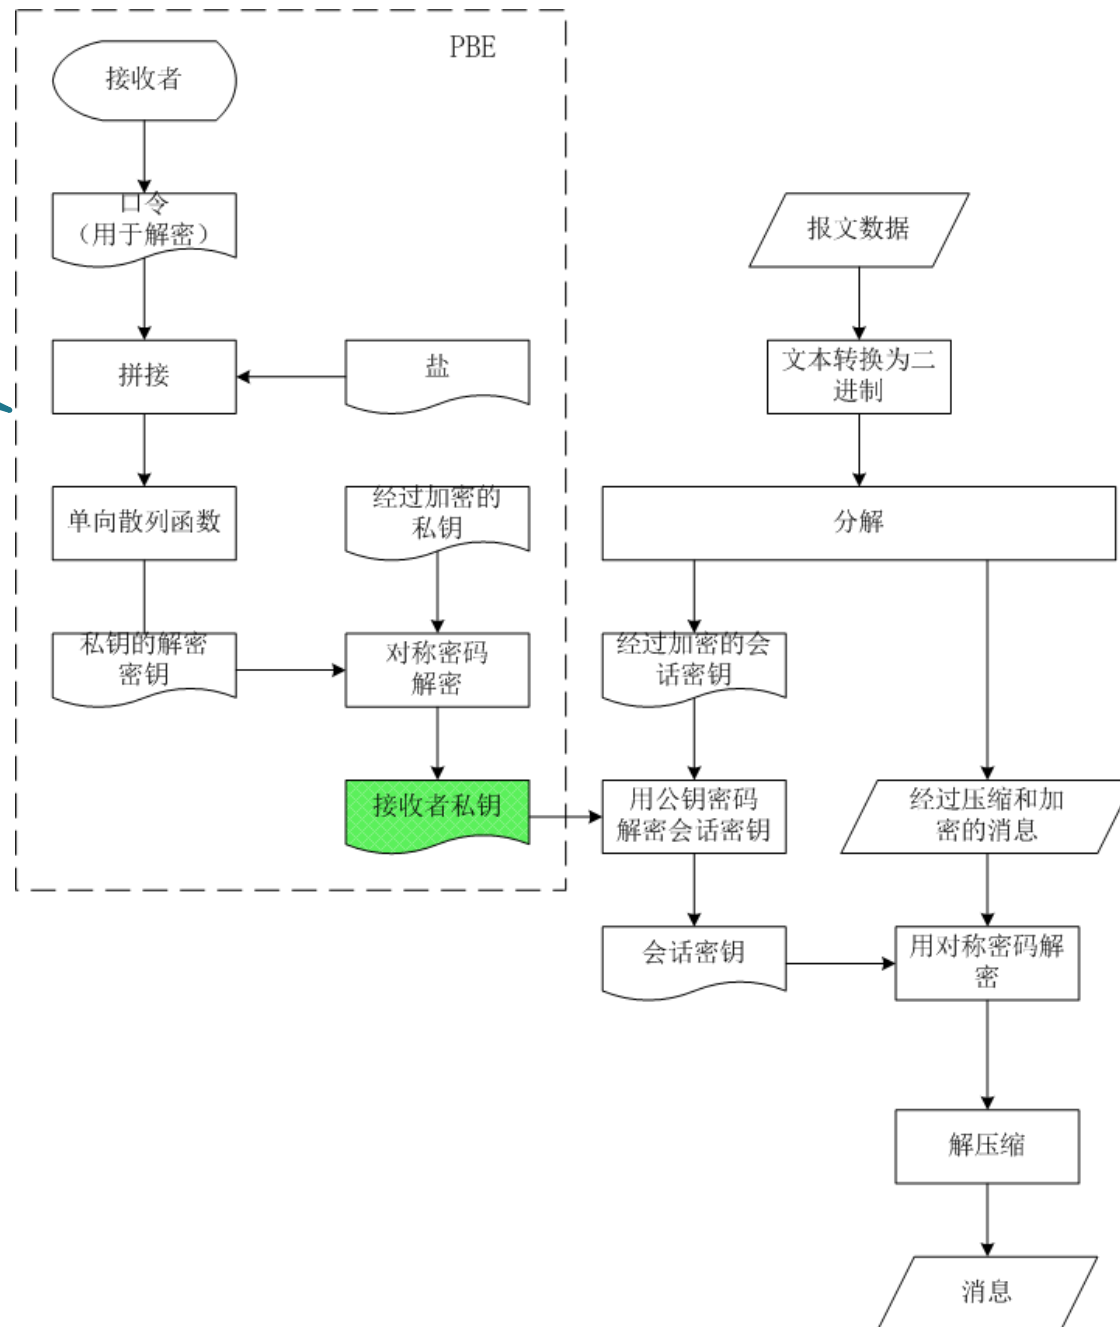 PBE
接收者
口令
（用于解密）
拼接
盐
单向散列函数
经过加密的
私钥
私钥的解密
密钥
对称密码
解密
接收者私钥
报文数据
文本转换为二
进制
分解
经过加密的会
话密钥
用公钥密码
解密会话密钥
经过压缩和加
密的消息
会话密钥
用对称密码解
密
解压缩
消息